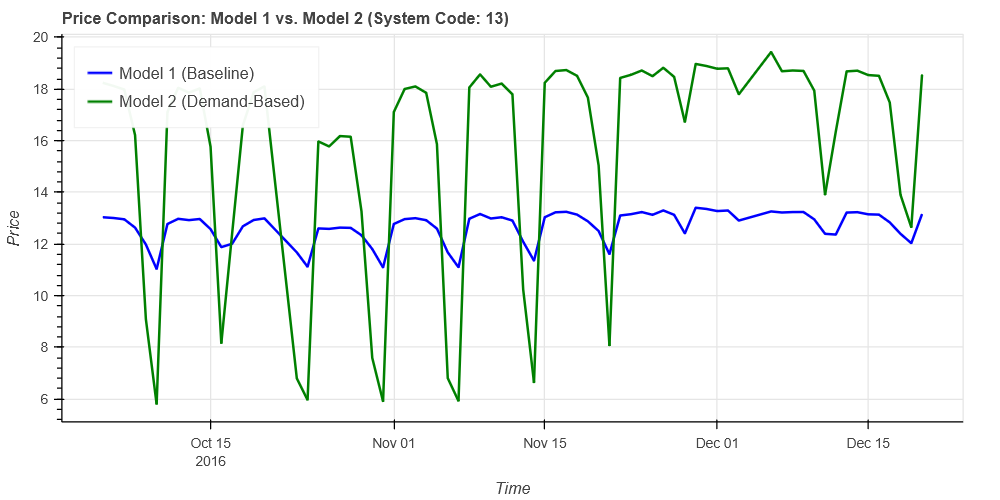 Price Comparison: Model 1 vs. Model 2 (System Code: 13)
Model 1 (Baseline)
Model 2 (Demand-Based)
Price
20
18
16
14
12
10
8
6
Oct 15
2016
Nov 01
Nov 15
Dec 01
Dec 15
Time